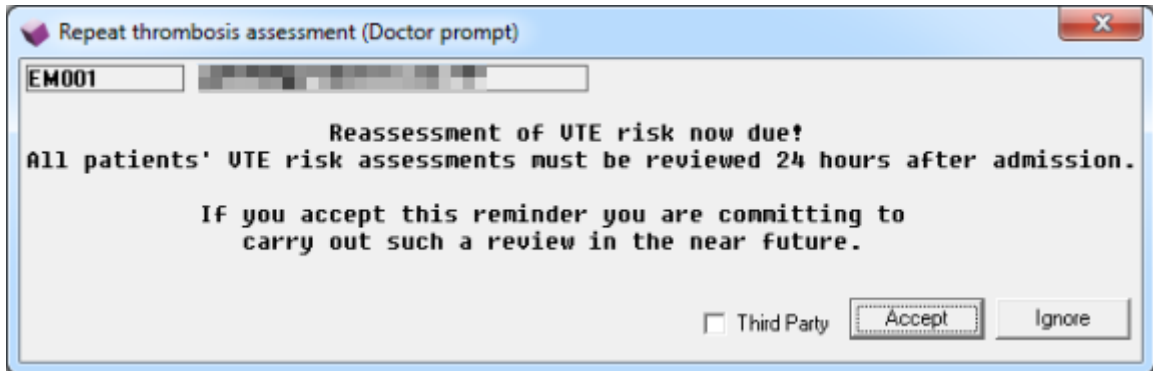 Repeat thrombosis assessment (Doctor prompt)
EM001
Reassessment of VTE risk now due!
All patients' VTE risk assessments must be reviewed 24 hours after admission.
If you accept this reminder you are committing to
carry out such a review in the near future.
Third Party Accept Ignore